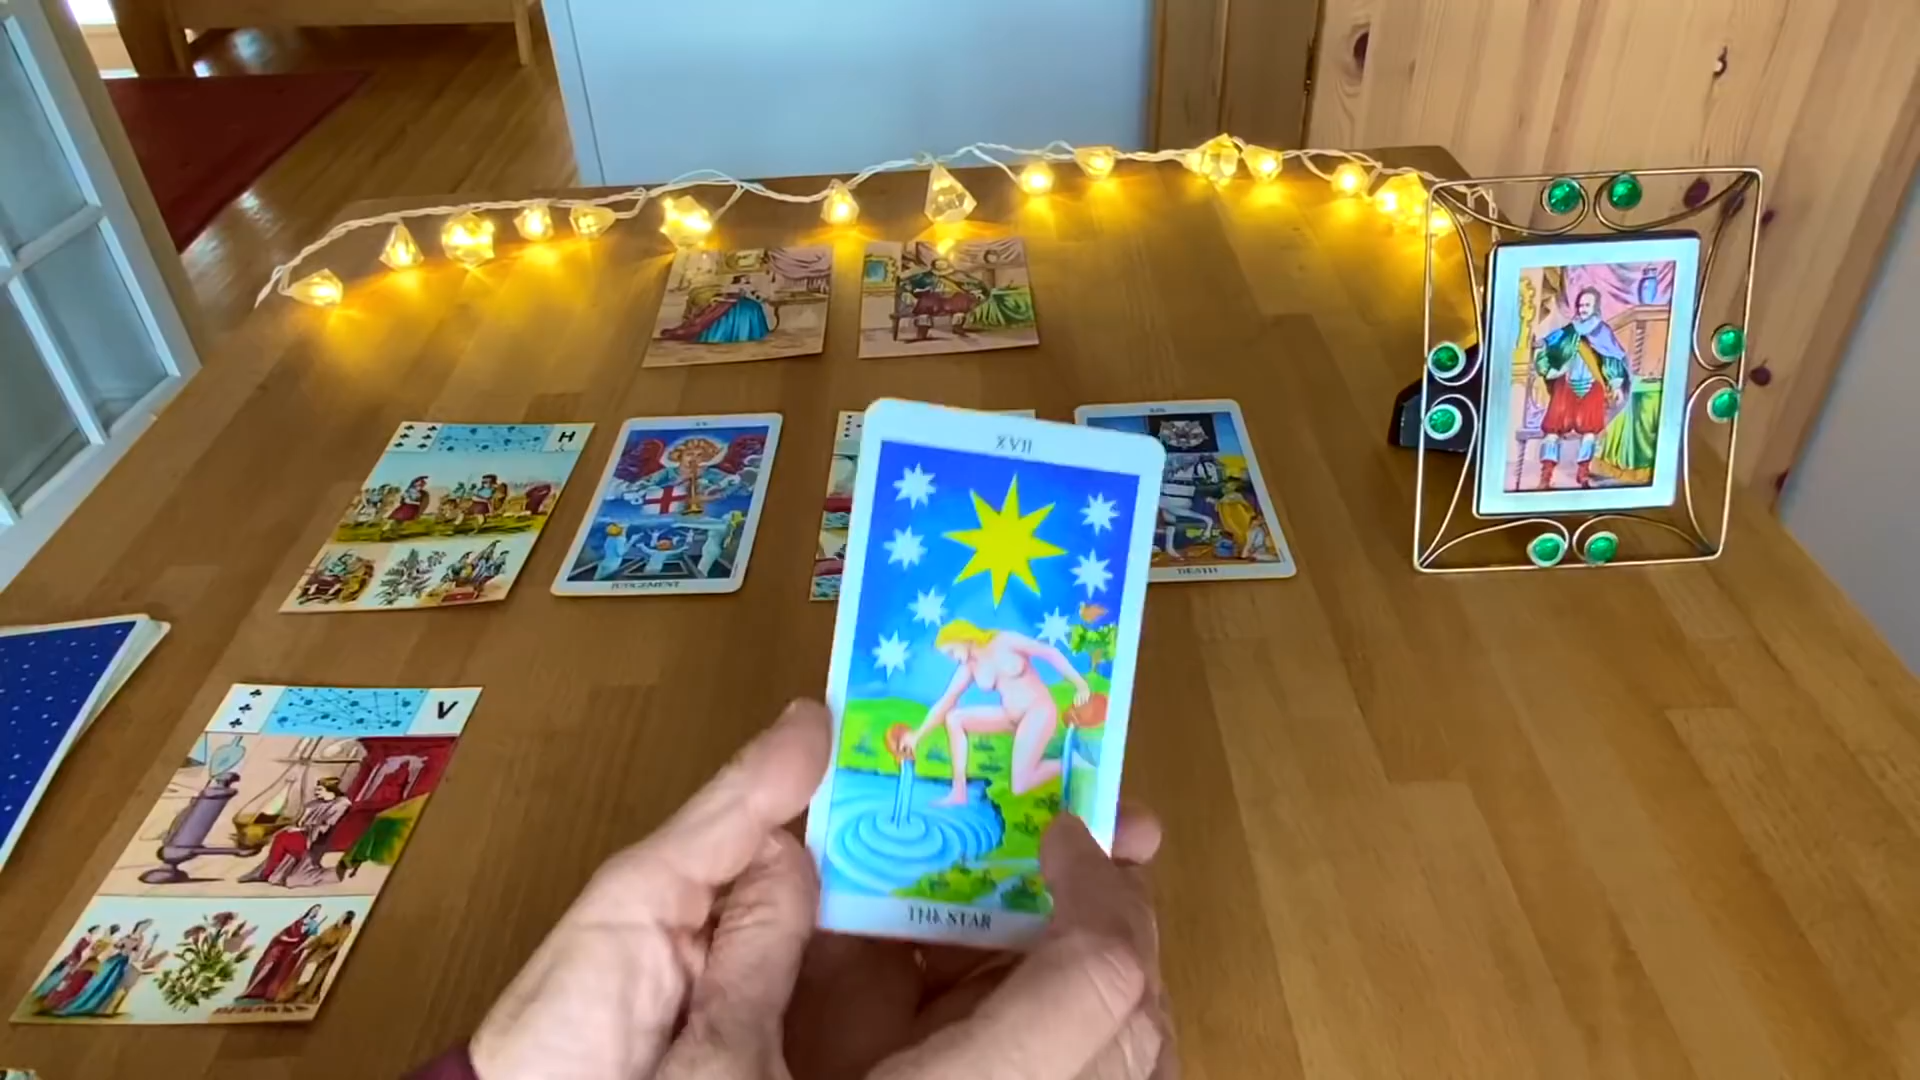 H
XVII
JUDGEMENT
DEATH
V
THE STAR